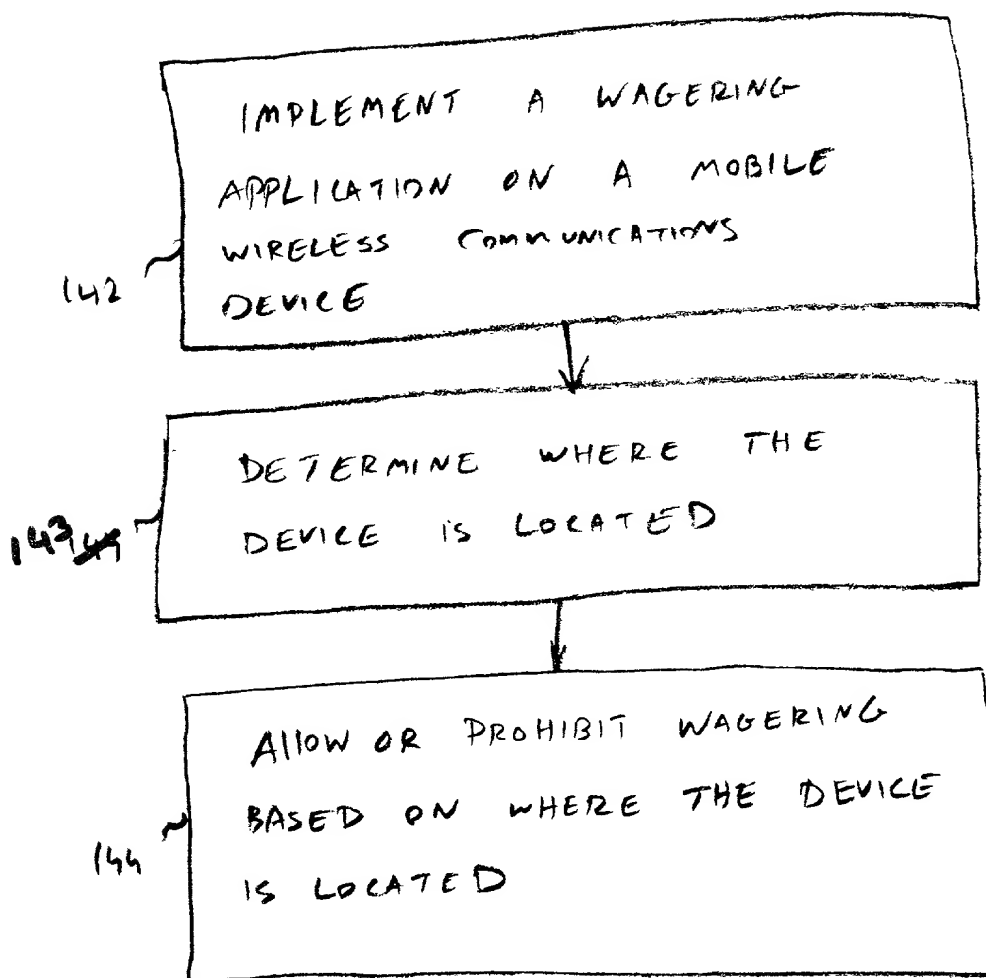 IMPLEMENT A WAGERING
APPLICATION ON A MOBILE
WIRELESS COMMUNICATIONS
DEVICE
142
DETERMINE WHERE THE
DEVICE IS LOCATED
143
ALLOW OR PROHIBIT WAGERING
BASED ON WHERE THE DEVICE
IS LOCATED
144